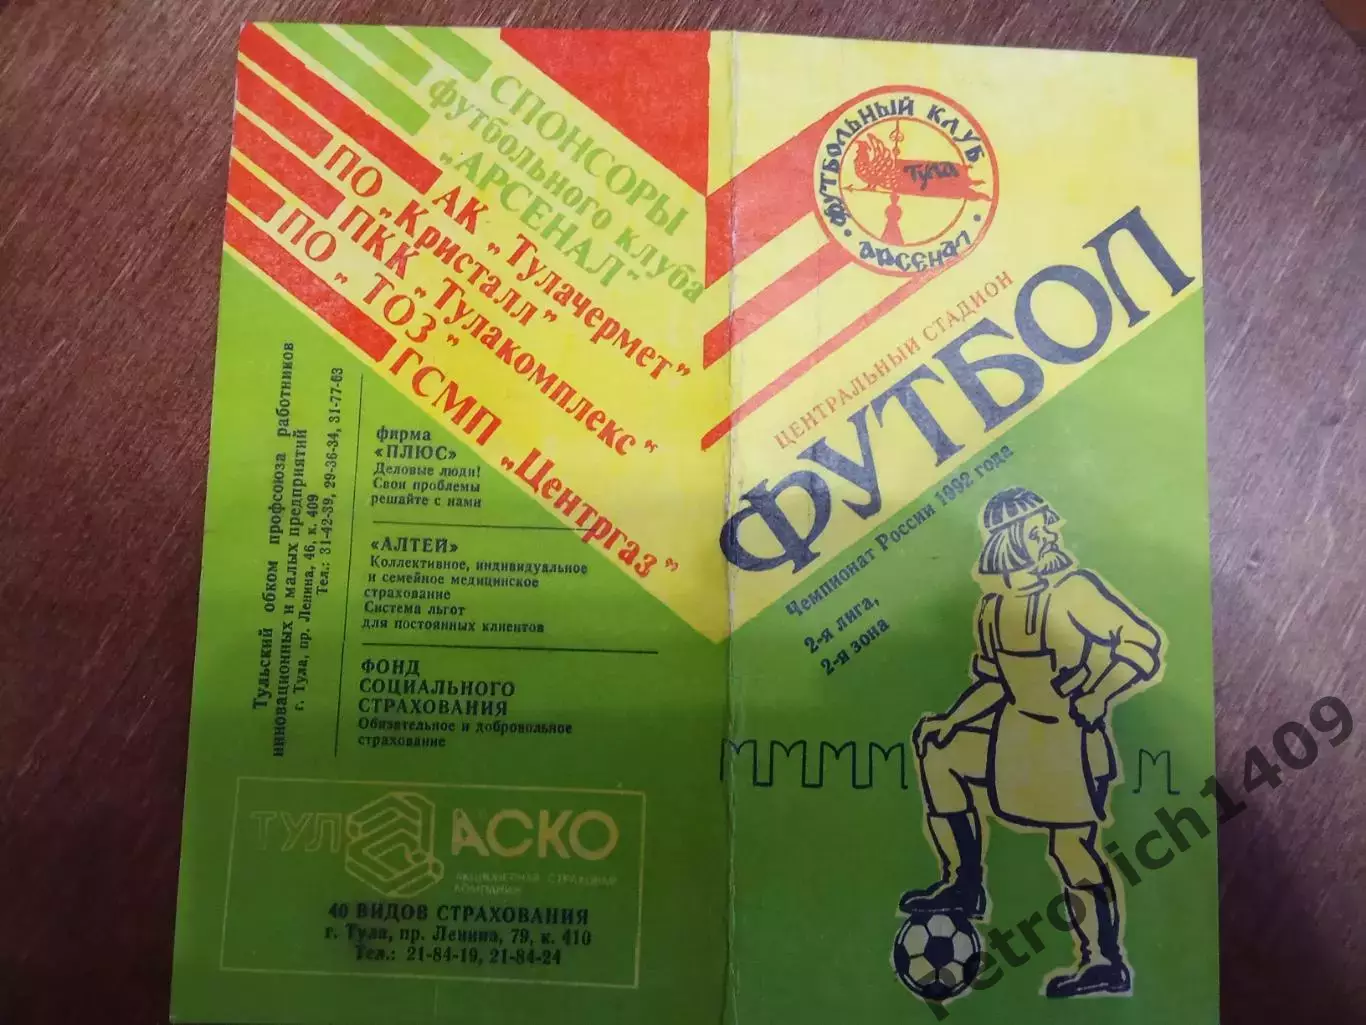 СПОНСОРЫ
футбольного клуба
„АРСЕНАЛ"
АК „Тулачермет"
ПО „Кристалл"
ПКК „Тулакомплекс"
ПО „ТОЗ"
ГСМП „Центргаз"
Тульский обком профсоюза работников
инновационных и малых предприятий
г. Тула, пр. Ленина, 46, к. 409
Тел.: 31-42-39, 29-36-34, 31-77-63
фирма
«ПЛЮС»
Деловые люди!
Свои проблемы
решайте с нами
«АЛТЕЙ»
Коллективное, индивидуальное
и семейное медицинское
страхование
Система льгот
для постоянных клиентов
ФОНД
СОЦИАЛЬНОГО
СТРАХОВАНИЯ
Обязательное и добровольное
страхование
ТУЛ АСКО
АКЦИОНЕРНАЯ СТРАХОВАЯ
КОМПАНИЯ
40 ВИДОВ СТРАХОВАНИЯ
г. Тула, пр. Ленина, 79, к. 410
Тел.: 21-84-19, 21-84-24
ФУТБОЛЬНЫЙ КЛУБ
Тула
АРСЕНАЛ
ЦЕНТРАЛЬНЫЙ СТАДИОН
ФУТБОЛ
Чемпионат России 1992 года
2-я лига,
2-я зона
petrovich1409